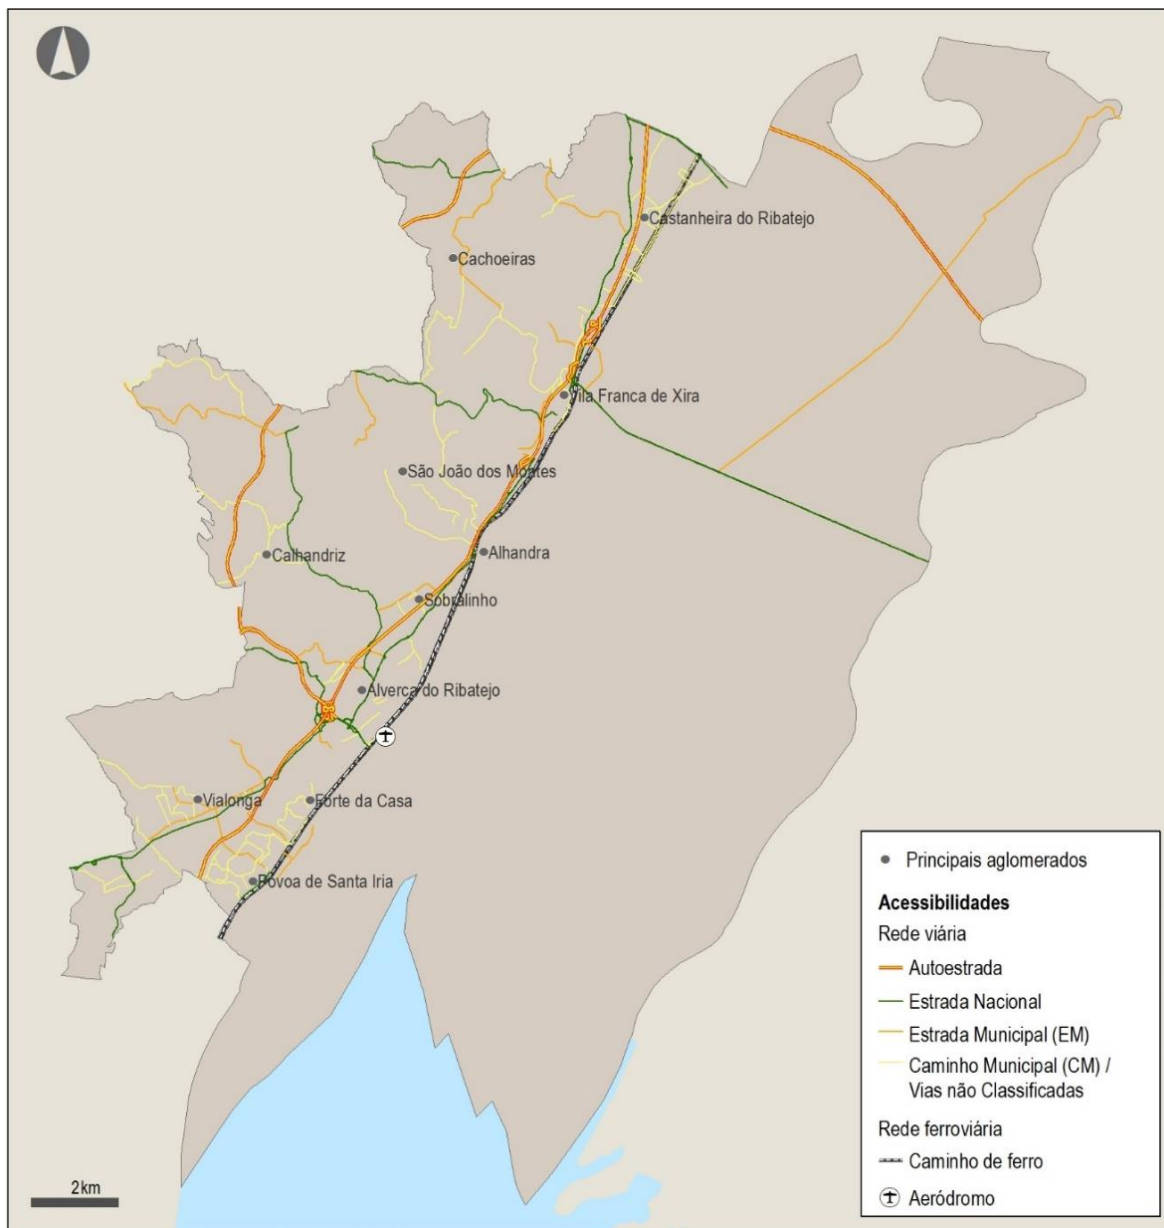 Castanheira do Ribatejo
Cachoeiras
Vila Franca de Xira
São João dos Montes
Alhandra
Calhandriz
Sobralinho
Alverca do Ribatejo
Vialonga
Forte da Casa
Póvoa de Santa Iria
Principais aglomerados
Acessibilidades
Rede viária
Autoestrada
Estrada Nacional
Estrada Municipal (EM)
Caminho Municipal (CM) /
Vias não Classificadas
Rede ferroviária
Caminho de ferro
Aeródromo
2km